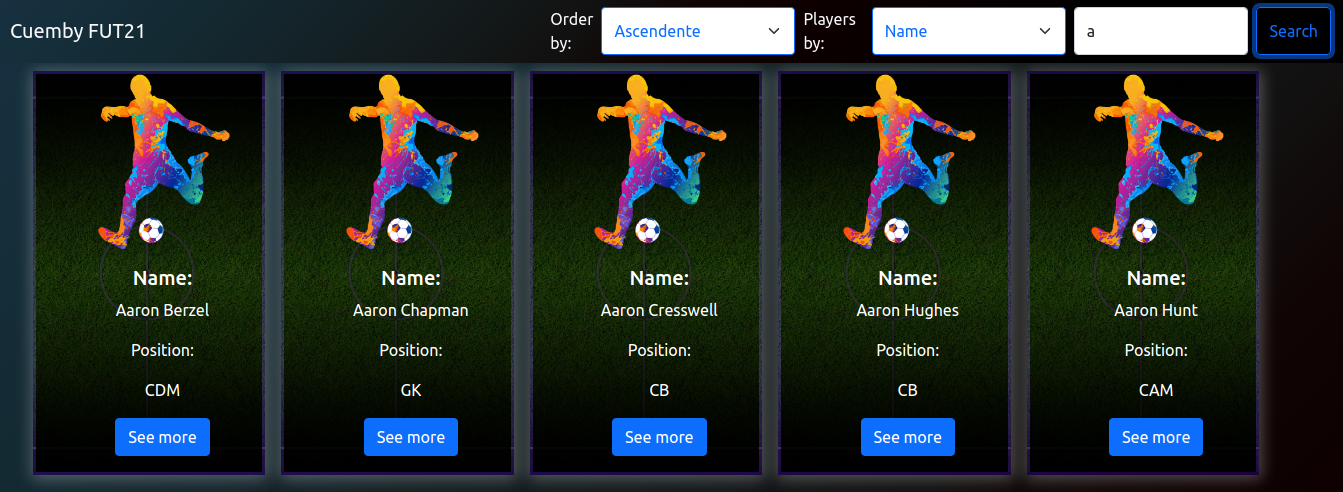 Cuemby FUT21
Order by:
Ascendente
Players by:
Name
a
Search
Name:
Aaron Berzel
Position:
CDM
See more
Name:
Aaron Chapman
Position:
GK
See more
Name:
Aaron Cresswell
Position:
CB
See more
Name:
Aaron Hughes
Position:
CB
See more
Name:
Aaron Hunt
Position:
CAM
See more